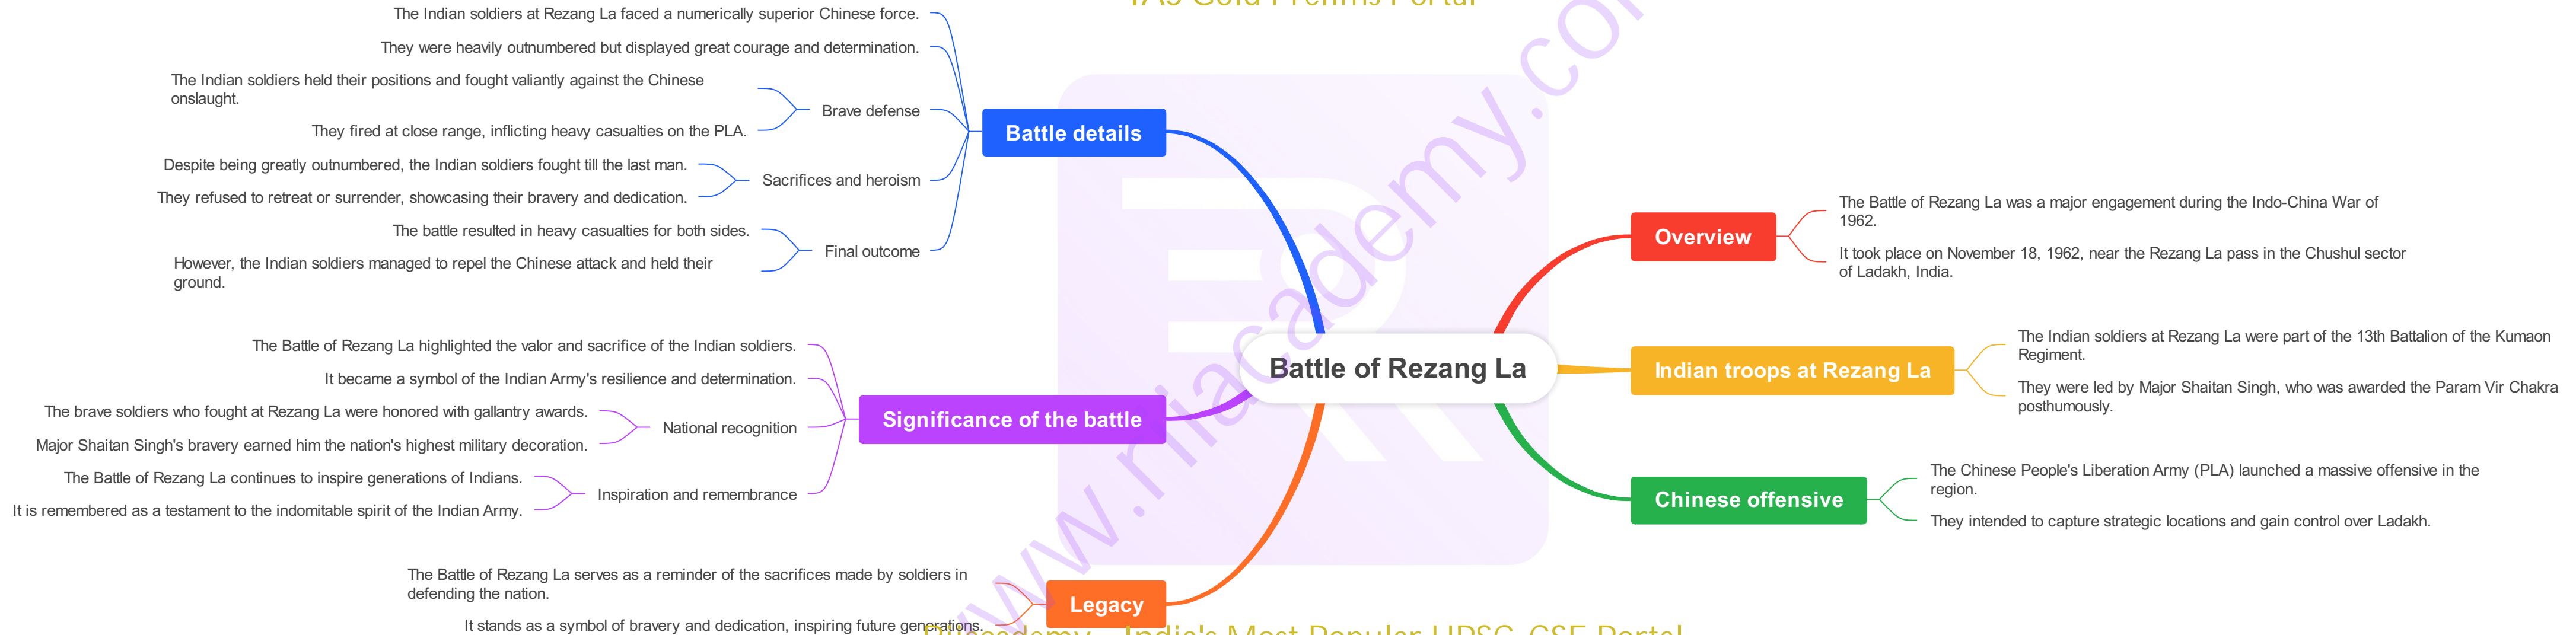 IAS Gold Prelims Portal
The Indian soldiers at Rezang La faced a numerically superior Chinese force.
They were heavily outnumbered but displayed great courage and determination.
The Indian soldiers held their positions and fought valiantly against the Chinese
onslaught.
They fired at close range, inflicting heavy casualties on the PLA.
Brave defense
Despite being greatly outnumbered, the Indian soldiers fought till the last man.
They refused to retreat or surrender, showcasing their bravery and dedication.
Sacrifices and heroism
The battle resulted in heavy casualties for both sides.
However, the Indian soldiers managed to repel the Chinese attack and held their
ground.
Final outcome
Battle details
The Battle of Rezang La highlighted the valor and sacrifice of the Indian soldiers.
It became a symbol of the Indian Army's resilience and determination.
The brave soldiers who fought at Rezang La were honored with gallantry awards.
Major Shaitan Singh's bravery earned him the nation's highest military decoration.
National recognition
The Battle of Rezang La continues to inspire generations of Indians.
It is remembered as a testament to the indomitable spirit of the Indian Army.
Inspiration and remembrance
Significance of the battle
The Battle of Rezang La serves as a reminder of the sacrifices made by soldiers in
defending the nation.
It stands as a symbol of bravery and dedication, inspiring future generations.
Legacy
Battle of Rezang La
Overview
The Battle of Rezang La was a major engagement during the Indo-China War of
1962.
It took place on November 18, 1962, near the Rezang La pass in the Chushul sector
of Ladakh, India.
Indian troops at Rezang La
The Indian soldiers at Rezang La were part of the 13th Battalion of the Kumaon
Regiment.
They were led by Major Shaitan Singh, who was awarded the Param Vir Chakra
posthumously.
Chinese offensive
The Chinese People's Liberation Army (PLA) launched a massive offensive in the
region.
They intended to capture strategic locations and gain control over Ladakh.
India's Most Popular UPSC-CSE Portal